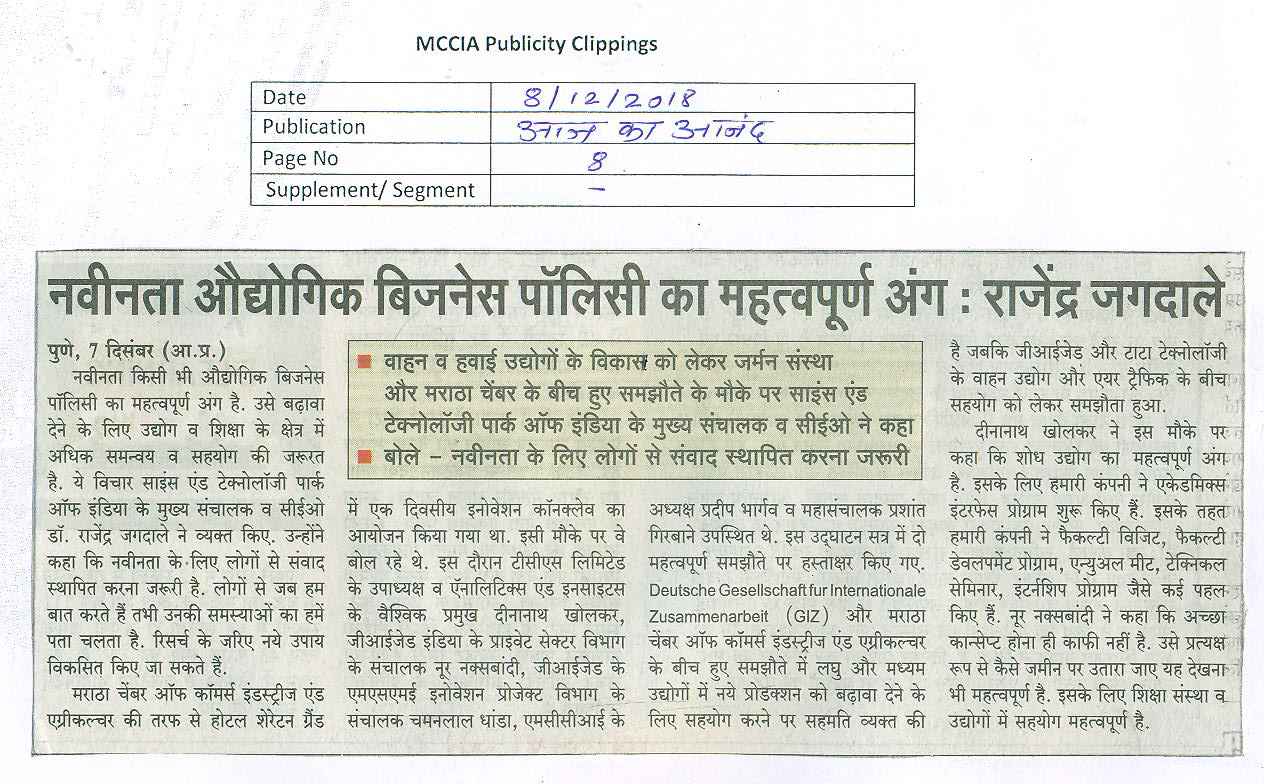 MCCIA Publicity Clippings
Date 8/12/2018
Publication आज का आनंद
Page No 8
Supplement/ Segment –
नवीनता औद्योगिक बिजनेस पॉलिसी का महत्वपूर्ण अंग : राजेंद्र जगदाले
पुणे, 7 दिसंबर (आ.प्र.)
नवीनता किसी भी औद्योगिक बिजनेस
पॉलिसी का महत्वपूर्ण अंग है. उसे बढ़ावा
देने के लिए उद्योग व शिक्षा के क्षेत्र में
अधिक समन्वय व सहयोग की जरूरत
है. ये विचार साइंस एंड टेक्नोलॉजी पार्क
ऑफ इंडिया के मुख्य संचालक व सीईओ
डॉ. राजेंद्र जगदाले ने व्यक्त किए. उन्होंने
कहा कि नवीनता के लिए लोगों से संवाद
स्थापित करना जरूरी है. लोगों से जब हम
बात करते हैं तभी उनकी समस्याओं का हमें
पता चलता है. रिसर्च के जरिए नये उपाय
विकसित किए जा सकते हैं.
मराठा चेंबर ऑफ कॉमर्स इंडस्ट्रीज एंड
एग्रीकल्चर की तरफ से होटल शेरेटन ग्रैंड
वाहन व हवाई उद्योगों के विकास को लेकर जर्मन संस्था
और मराठा चेंबर के बीच हुए समझौते के मौके पर साइंस एंड
टेक्नोलॉजी पार्क ऑफ इंडिया के मुख्य संचालक व सीईओ ने कहा
बोले – नवीनता के लिए लोगों से संवाद स्थापित करना जरूरी
में एक दिवसीय इनोवेशन कॉनक्लेव का
आयोजन किया गया था. इसी मौके पर वे
बोल रहे थे. इस दौरान टीसीएस लिमिटेड
के उपाध्यक्ष व ऍनालिटिक्स एंड इनसाइटस
के वैश्विक प्रमुख दीनानाथ खोलकर,
जीआईजेड इंडिया के प्राइवेट सेक्टर विभाग
के संचालक नूर नक्सबांदी, जीआईजेड के
एमएसएमई इनोवेशन प्रोजेक्ट विभाग के
संचालक चमनलाल धांडा, एमसीसीआई के
अध्यक्ष प्रदीप भार्गव व महासंचालक प्रशांत
गिरबाने उपस्थित थे. इस उद्घाटन सत्र में दो
महत्वपूर्ण समझौते पर हस्ताक्षर किए गए.
Deutsche Gesellschaft fur Internationale
Zusammenarbeit (GIZ) और मराठा
चेंबर ऑफ कॉमर्स इंडस्ट्रीज एंड एग्रीकल्चर
के बीच हुए समझौते में लघु और मध्यम
उद्योगों में नये प्रोडक्शन को बढ़ावा देने के
लिए सहयोग करने पर सहमति व्यक्त की
है जबकि जीआईजेड और टाटा टेक्नोलॉजी
के वाहन उद्योग और एयर ट्रैफिक के बीच
सहयोग को लेकर समझौता हुआ.
दीनानाथ खोलकर ने इस मौके पर
कहा कि शोध उद्योग का महत्वपूर्ण अंग
है. इसके लिए हमारी कंपनी ने एकेडमिक्स
इंटरफेस प्रोग्राम शुरू किए हैं. इसके तहत
हमारी कंपनी ने फैकल्टी विजिट, फैकल्टी
डेवलपमेंट प्रोग्राम, एन्युअल मीट, टेक्निकल
सेमिनार, इंटर्नशिप प्रोग्राम जैसे कई पहल
किए हैं. नूर नक्सबांदी ने कहा कि अच्छा
कान्सेप्ट होना ही काफी नहीं है. उसे प्रत्यक्ष
रूप से कैसे जमीन पर उतारा जाए यह देखना
भी महत्वपूर्ण है. इसके लिए शिक्षा संस्था व
उद्योगों में सहयोग महत्वपूर्ण है.